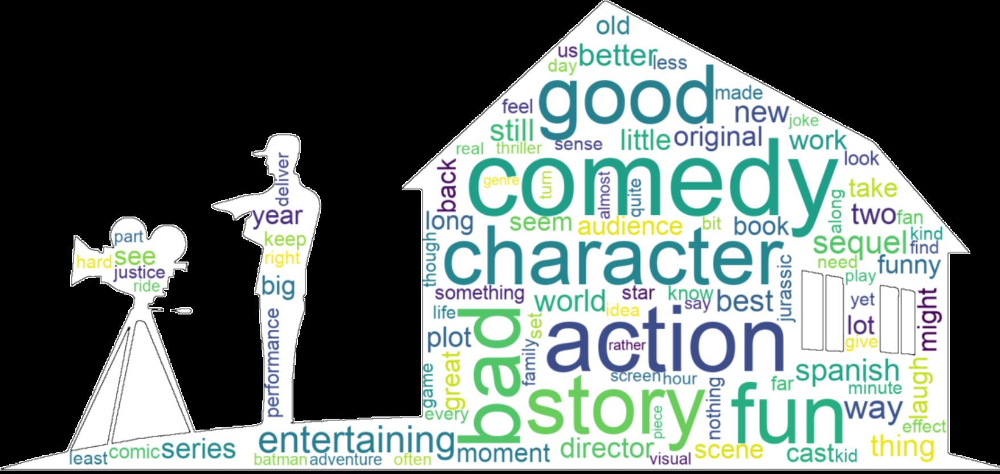 old
us better less
day
good made
feel new joke
still sense little original work
real thriller
back comedy look
genre turn almost quite along take
long seem audience bit book two fan
though character sequel kind
find
need funny
jurassic play
something world star know say best yet might
life idea
bad set action lot
plot rather give
family
great screen hour spanish
game far minute laugh
every story piece nothing fun way
effect
entertaining director scene thing
moment visual cast kid
deliver
year
keep
right
big
performance
part
hard see
justice
ride
least comic series
batman adventure often